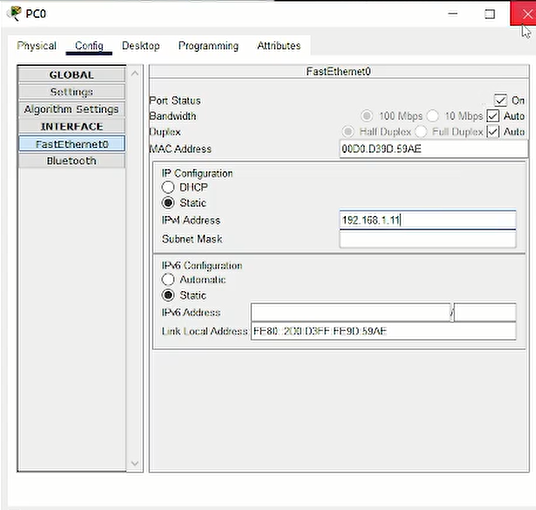 PC0
Physical Config Desktop Programming Attributes
GLOBAL
Settings
Algorithm Settings
INTERFACE
FastEthernet0
Bluetooth
FastEthernet0
Port Status On
Bandwidth 100 Mbps 10 Mbps Auto
Duplex Half Duplex Full Duplex Auto
MAC Address 00D0.D39D.59AE
IP Configuration
DHCP
Static
IPv4 Address 192.168.1.11
Subnet Mask
IPv6 Configuration
Automatic
Static
IPv6 Address /
Link Local Address FE80::2D0:D3FF:FE9D:59AE